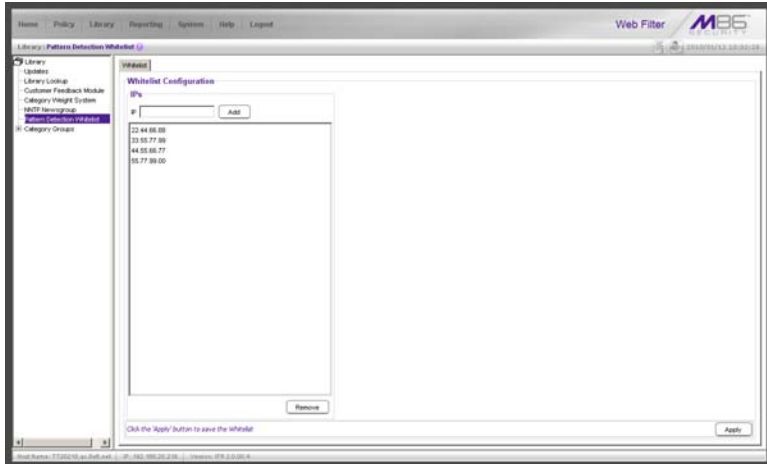 Home Policy Library Reporting System Help Logout
Web Filter
M86 SECURITY
Library: Pattern Detection Whitelist
Library
Updates
Library Lookup
Customer Feedback Module
Category Weight System
NNTP Newsgroup
Pattern Detection Whitelist
Category Groups
Whitelist
Whitelist Configuration
IPs
IP Add
22.44.66.88
33.55.77.99
44.55.66.77
55.77.99.00
Remove
Click the 'Apply' button to save the Whitelist
Apply
Host Name: